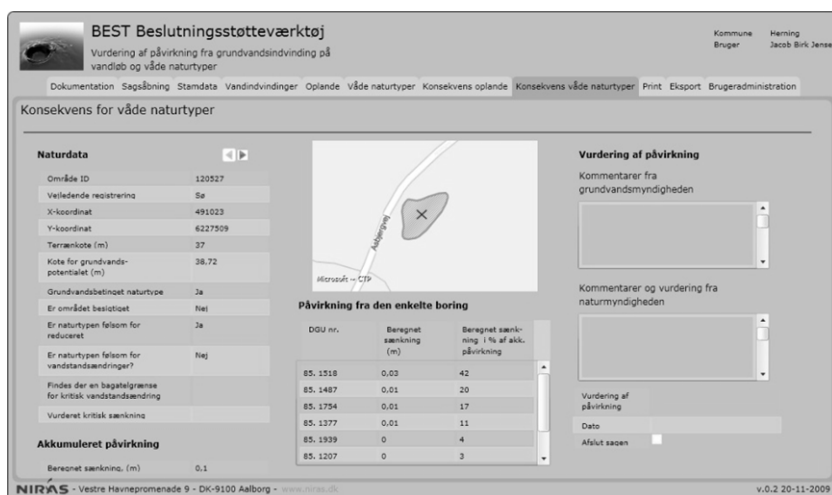 BEST Beslutningsstøtteværktøj
Vurdering af påvirkning fra grundvandsindvinding på
vandløb og våde naturtyper
Kommune Herning
Bruger Jacob Birk Jense
Dokumentation Sagsåbning Stamdata Vandindvindinger Oplande Våde naturtyper Konsekvens oplande Konsekvens våde naturtyper Print Eksport Brugeradministration
Konsekvens for våde naturtyper
Naturdata
Område ID 120527
Vejledende registrering Sø
X-koordinat 491023
Y-koordinat 6227509
Terrænkote (m) 37
Kote for grundvands-
potentialet (m) 38,72
Grundvandsbetinget naturtype Ja
Er området besigtiget Nej
Er naturtypen følsom for
reduceret Ja
Er naturtypen følsom for
vandstandsændringer? Nej
Findes der en bagatelgrænse
for kritisk vandstandsændring
Vurderet kritisk sænkning
Akkumuleret påvirkning
Beregnet sænkning, (m) 0,1
Aabjergvej
Microsoft - CTP
Påvirkning fra den enkelte boring
DGU nr. Beregnet sænkning (m) Beregnet sænk-ning i % af akk. påvirkning
85. 1518 0,03 42
85. 1487 0,01 20
85. 1754 0,01 17
85. 1377 0,01 11
85. 1939 0 4
85. 1207 0 3
Vurdering af påvirkning
Kommentarer fra
grundvandsmyndigheden
Kommentarer og vurdering fra
naturmyndigheden
Vurdering af
påvirkning
Dato
Afslut sagen
NIRAS - Vestre Havnepromenade 9 - DK-9100 Aalborg - www.niras.dk
v.0.2 20-11-2009